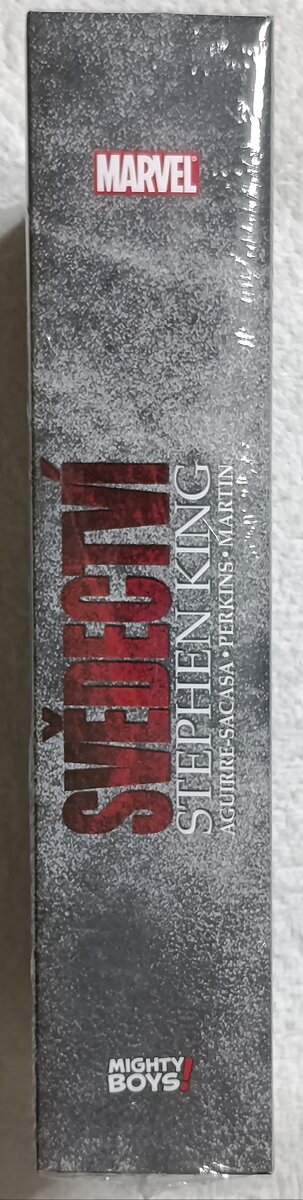 MARVEL
SVĚDECTVÍ
STEPHEN KING
AGUIRRE-SACASA • PERKINS • MARTIN
MIGHTY
BOYS!